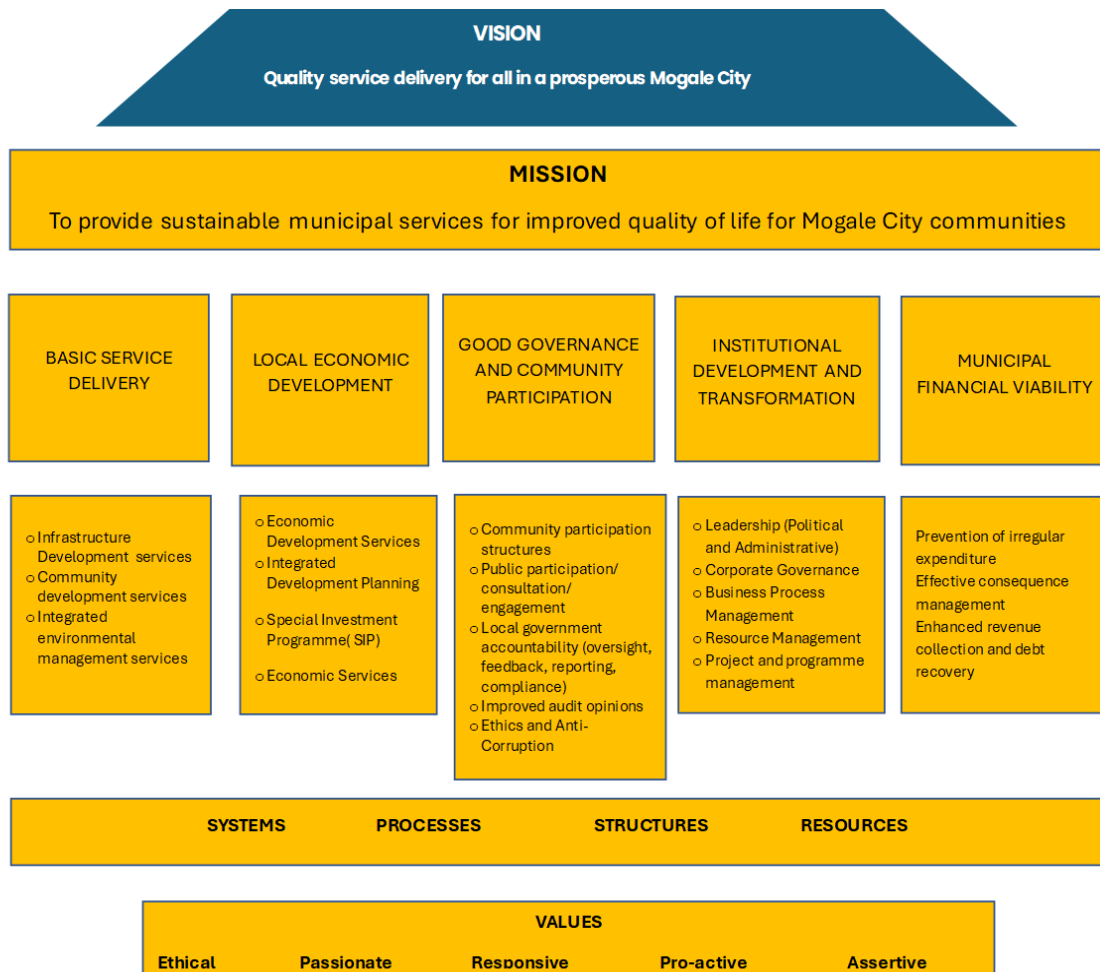 VISION
Quality service delivery for all in a prosperous Mogale City
MISSION
To provide sustainable municipal services for improved quality of life for Mogale City communities
BASIC SERVICE
DELIVERY
LOCAL ECONOMIC
DEVELOPMENT
GOOD GOVERNANCE
AND COMMUNITY
PARTICIPATION
INSTITUTIONAL
DEVELOPMENT AND
TRANSFORMATION
MUNICIPAL
FINANCIAL VIABILITY
o Infrastructure
Development services
o Community
development services
o Integrated
environmental
management services
o Economic
Development Services
o Integrated
Development Planning
o Special Investment
Programme( SIP)
o Economic Services
o Community participation
structures
o Public participation/
consultation/
engagement
o Local government
accountability (oversight,
feedback, reporting,
compliance)
o Improved audit opinions
o Ethics and Anti-
Corruption
o Leadership (Political
and Administrative)
o Corporate Governance
o Business Process
Management
o Resource Management
o Project and programme
management
Prevention of irregular
expenditure
Effective consequence
management
Enhanced revenue
collection and debt
recovery
SYSTEMS PROCESSES STRUCTURES RESOURCES
VALUES
Ethical Passionate Responsive Pro-active Assertive